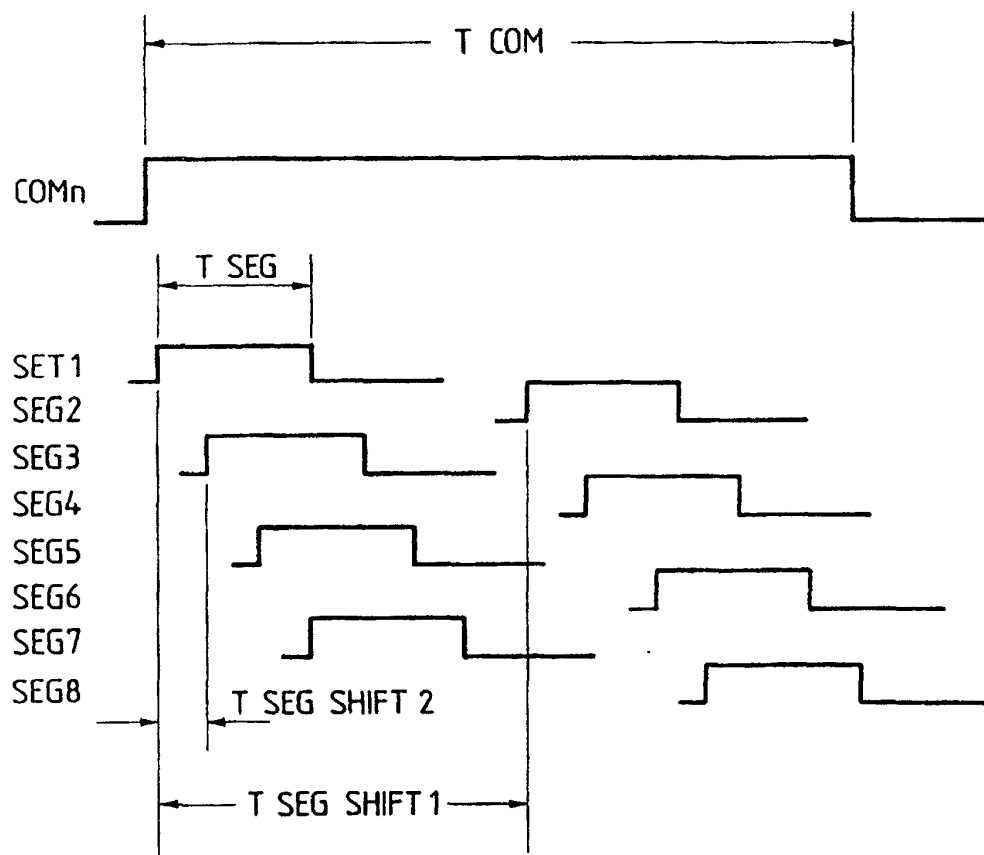 T COM
COMn
T SEG
SET1
SEG2
SEG3
SEG4
SEG5
SEG6
SEG7
SEG8
T SEG SHIFT 2
T SEG SHIFT 1